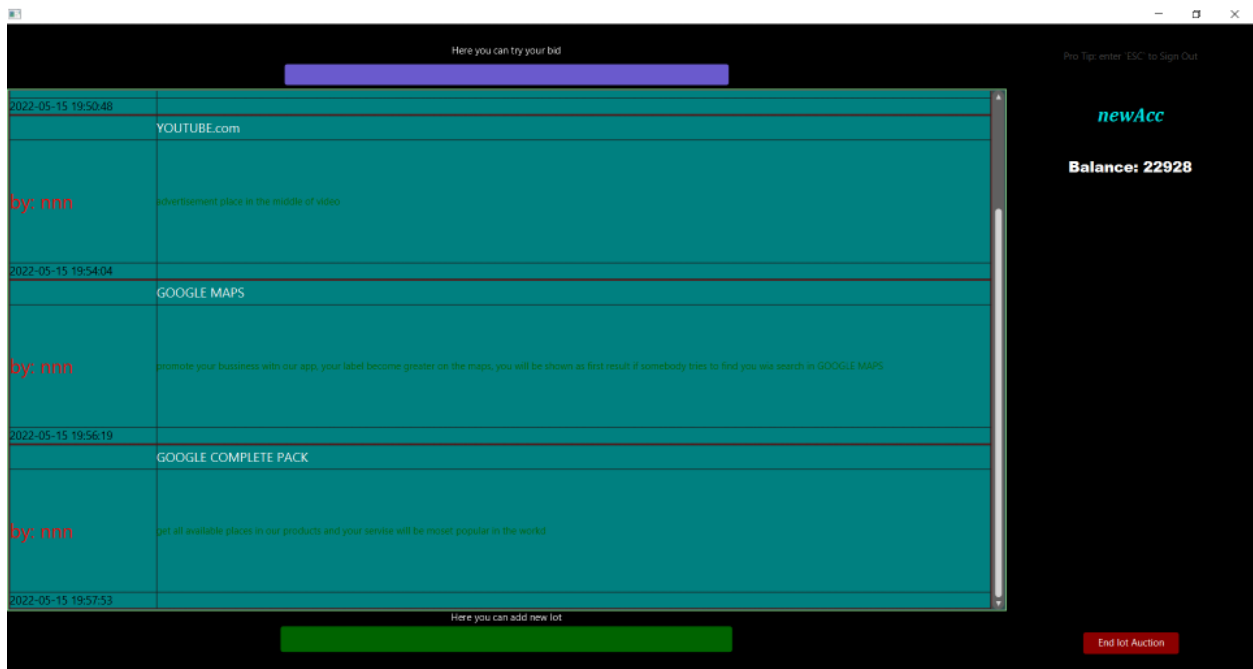 Here you can try your bid
Pro Tip: enter 'ESC' to Sign Out
2022-05-15 19:50:48
newAcc
YOUTUBE.com
Balance: 22928
by: nnn
advertisement place in the middle of video
2022-05-15 19:54:04
GOOGLE MAPS
by: nnn
promote your bussiness witn our app, your label become greater on the maps, you will be shown as first result if somebody tries to find you wia search in GOOGLE MAPS
2022-05-15 19:56:19
GOOGLE COMPLETE PACK
by: nnn
get all available places in our products and your service will be moset popular in the workd
2022-05-15 19:57:53
Here you can add new lot
End lot Auction